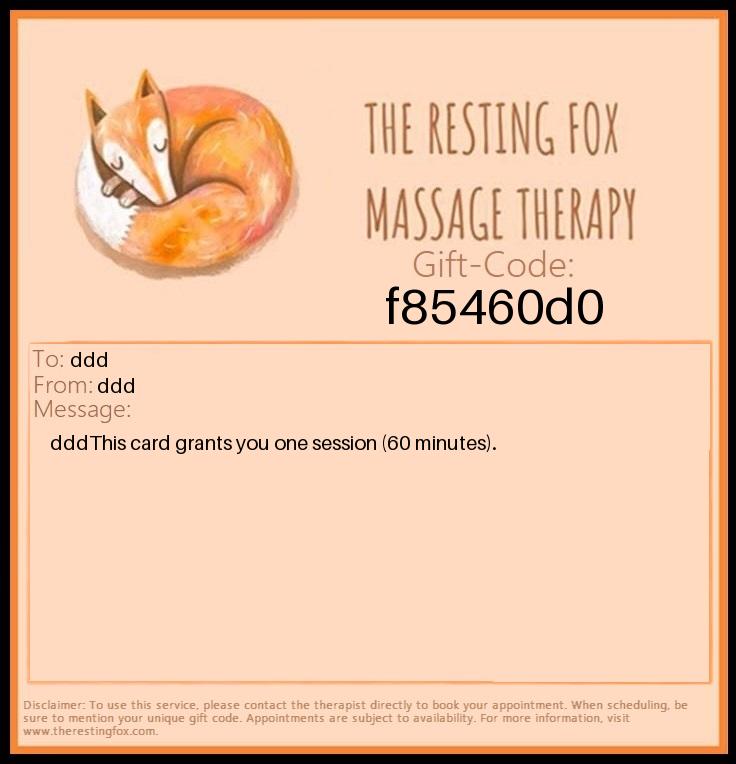 THE RESTING FOX
MASSAGE THERAPY
Gift-Code:
f85460d0
To: ddd
From: ddd
Message:
dddThis card grants you one session (60 minutes).
Disclaimer: To use this service, please contact the therapist directly to book your appointment. When scheduling, be
sure to mention your unique gift code. Appointments are subject to availability. For more information, visit
www.therestingfox.com.